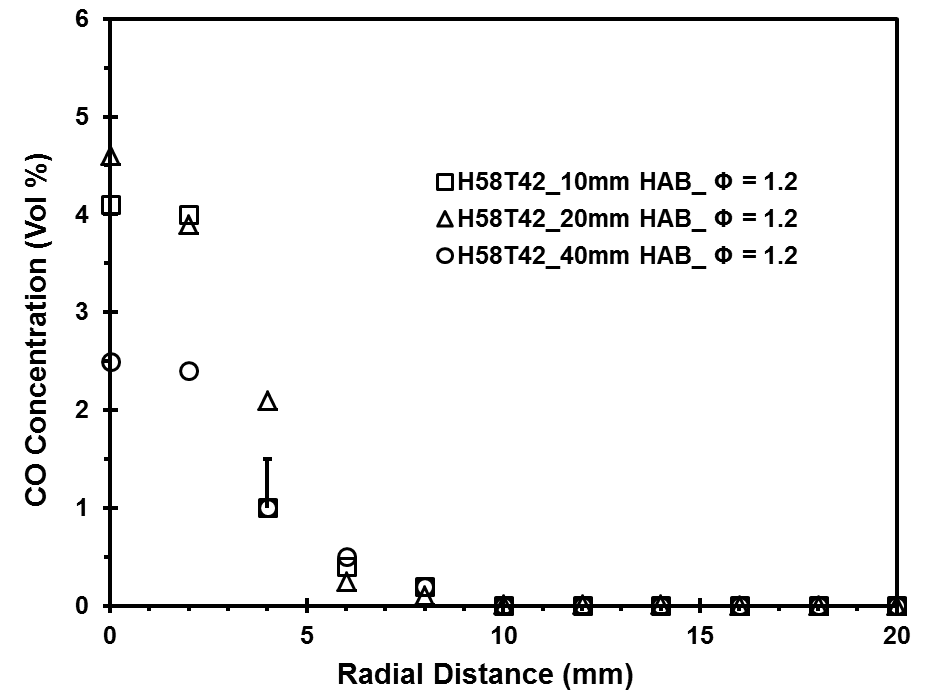 6
5
4
3
2
1
0
CO Concentration (Vol %)
H58T42_10mm HAB_ Φ = 1.2
H58T42_20mm HAB_ Φ = 1.2
H58T42_40mm HAB_ Φ = 1.2
0 5 10 15 20
Radial Distance (mm)